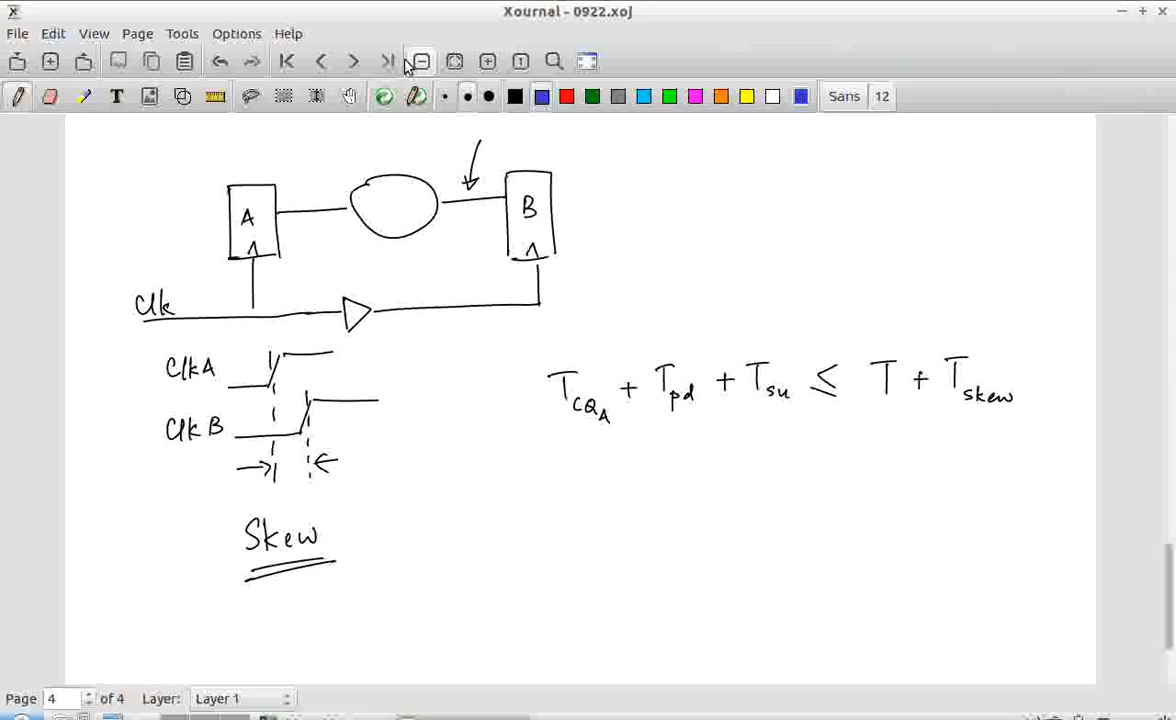 Xournal - 0922.xoj
File Edit View Page Tools Options Help
Sans 12
A
B
Clk
ClkA
ClkB
T_CQ_A + T_pd + T_su ≤ T + T_skew
Skew
Page 4 of 4 Layer: Layer 1